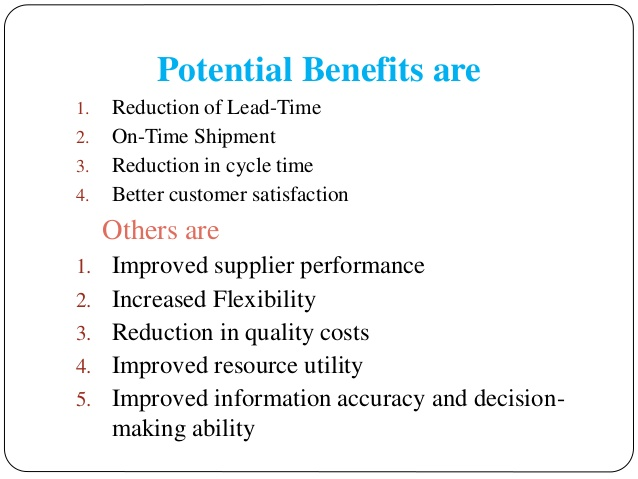 Potential Benefits are
1. Reduction of Lead-Time
2. On-Time Shipment
3. Reduction in cycle time
4. Better customer satisfaction
Others are
1. Improved supplier performance
2. Increased Flexibility
3. Reduction in quality costs
4. Improved resource utility
5. Improved information accuracy and decision-
making ability